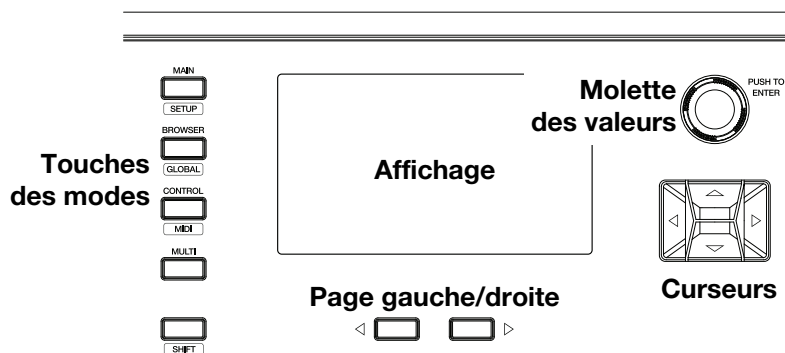 MAIN
SETUP
BROWSER
GLOBAL
CONTROL
MIDI
MULTI
SHIFT
Touches
des modes
Affichage
Page gauche/droite
Molette
des valeurs
PUSH TO
ENTER
Curseurs